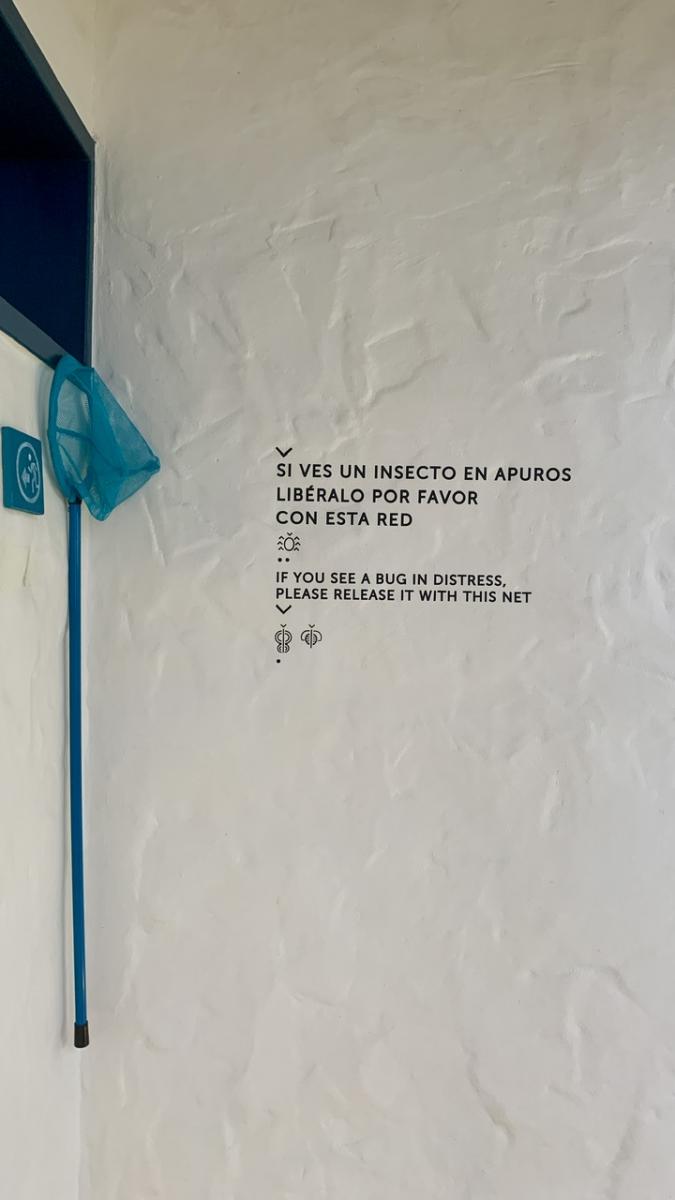 SI VES UN INSECTO EN APUROS
LIBÉRALO POR FAVOR
CON ESTA RED
IF YOU SEE A BUG IN DISTRESS,
PLEASE RELEASE IT WITH THIS NET